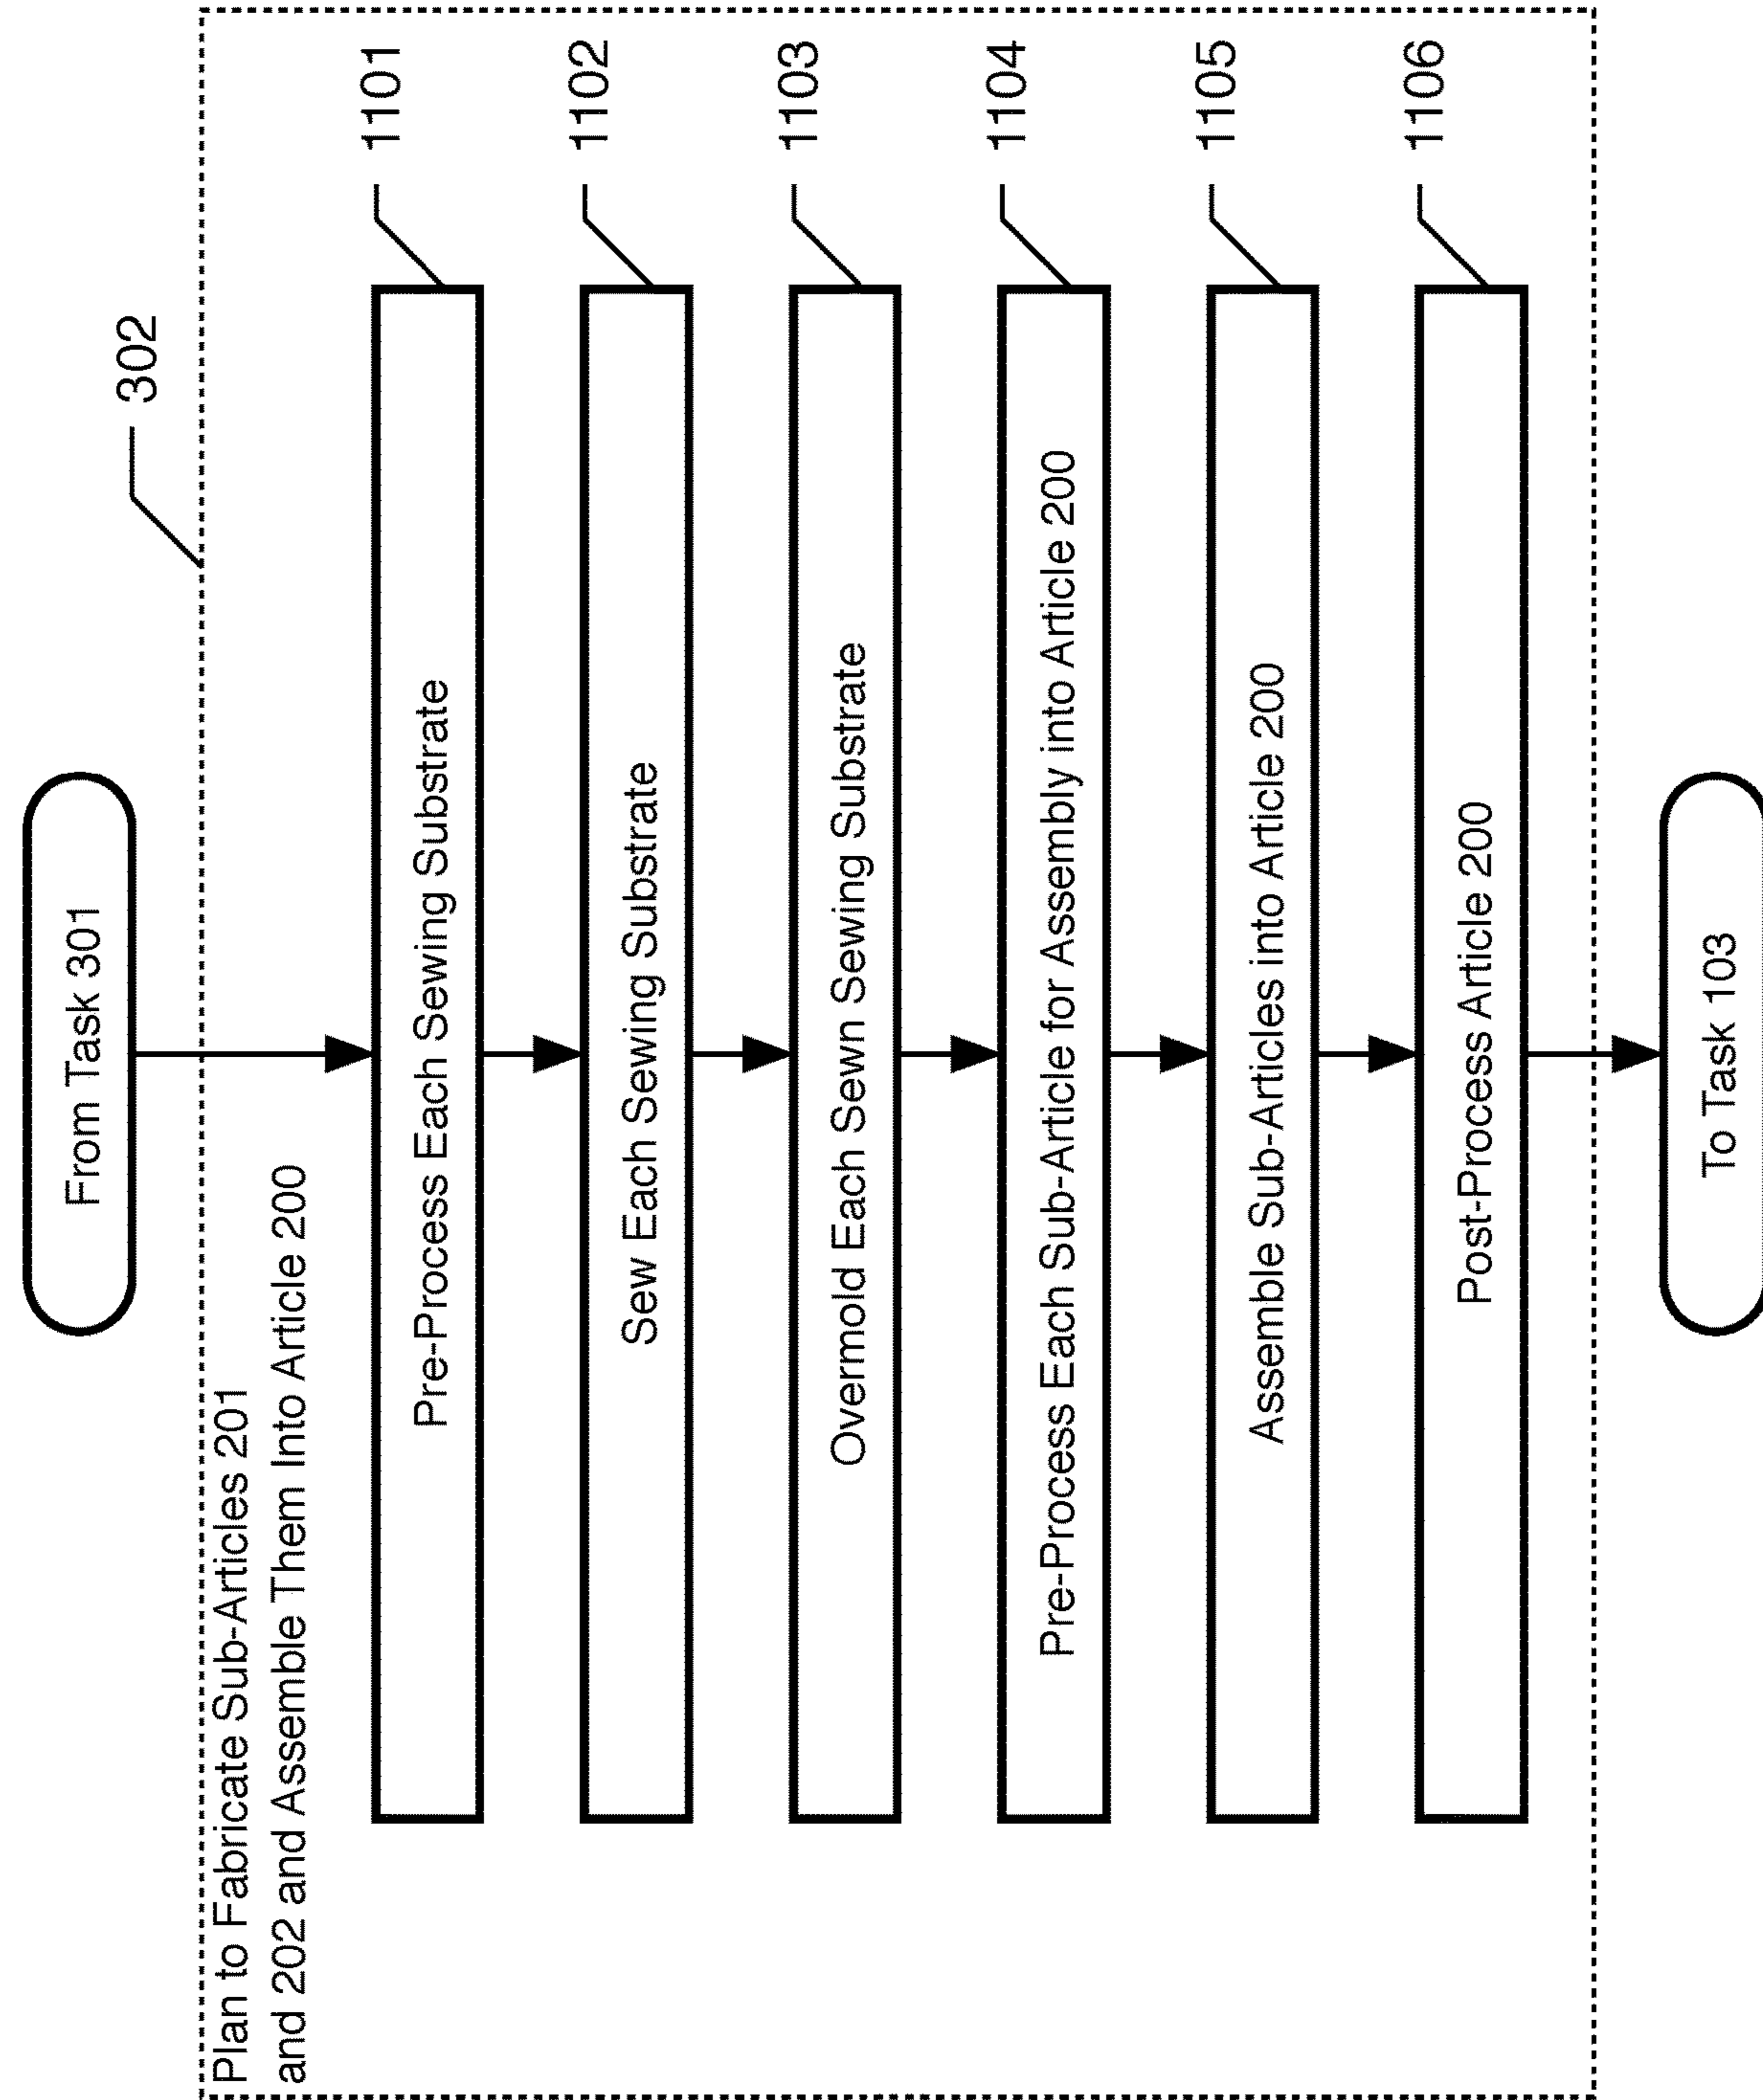 From Task 301
302
Plan to Fabricate Sub-Articles 201
and 202 and Assemble Them Into Article 200
Pre-Process Each Sewing Substrate
1101
Sew Each Sewing Substrate
1102
Overmold Each Sewn Sewing Substrate
1103
Pre-Process Each Sub-Article for Assembly into Article 200
1104
Assemble Sub-Articles into Article 200
1105
Post-Process Article 200
1106
To Task 103